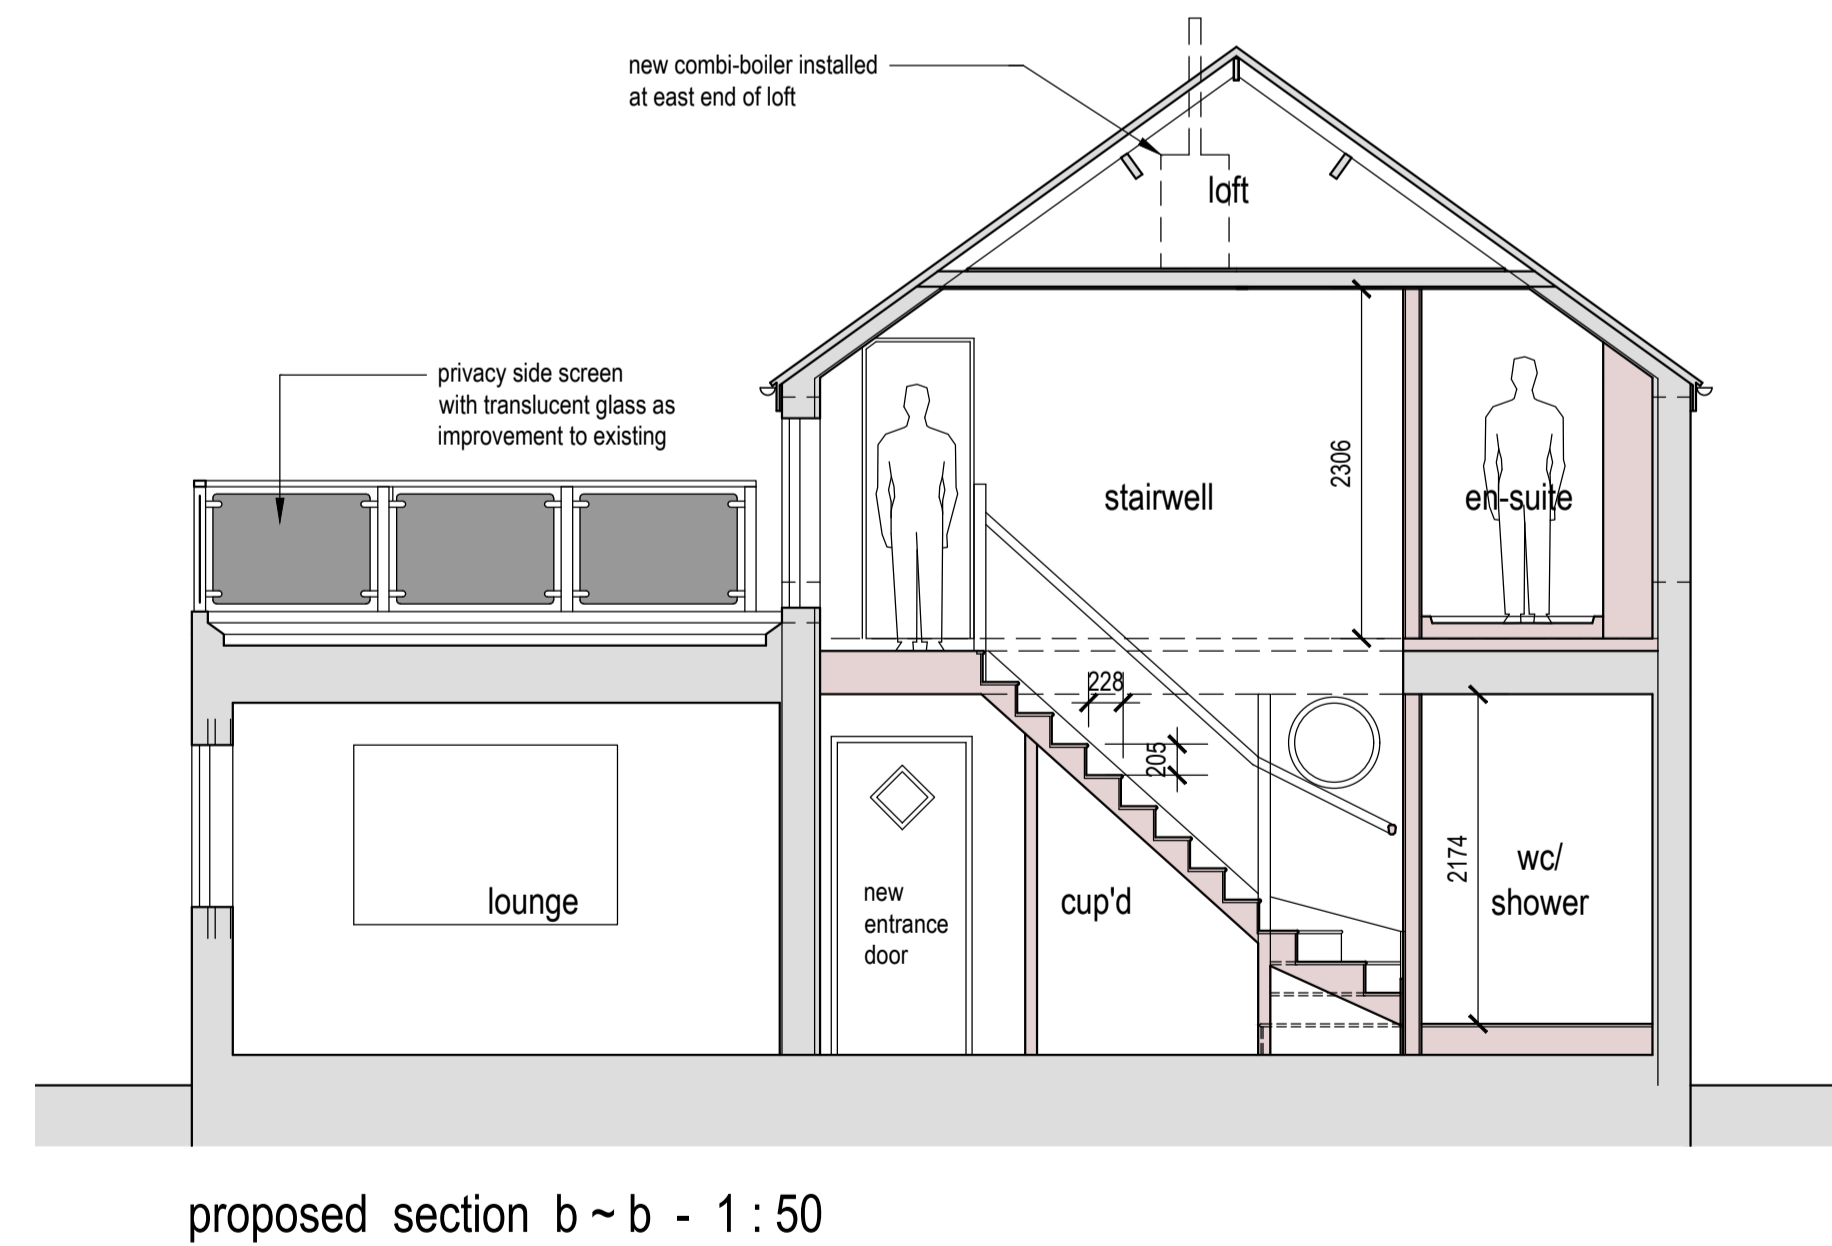 new combi-boiler installed
at east end of loft
loft
privacy side screen
with translucent glass as
improvement to existing
2306
stairwell
en-suite
228
205
2174
wc/
shower
lounge
new
entrance
door
cup'd
proposed section b ~ b - 1 : 50